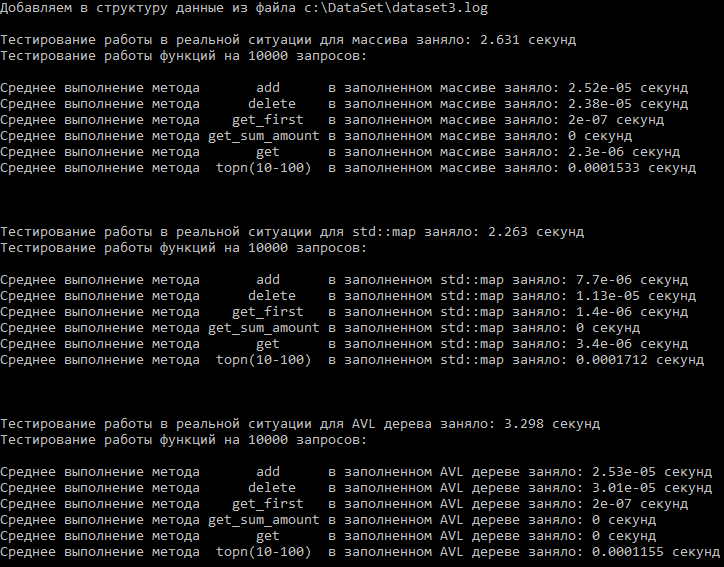 Добавляем в структуру данные из файла c:\DataSet\dataset3.log
Тестирование работы в реальной ситуации для массива заняло: 2.631 секунд
Тестирование работы функций на 10000 запросов:
Среднее выполнение метода add в заполненном массиве заняло: 2.52e-05 секунд
Среднее выполнение метода delete в заполненном массиве заняло: 2.38e-05 секунд
Среднее выполнение метода get_first в заполненном массиве заняло: 2e-07 секунд
Среднее выполнение метода get_sum_amount в заполненном массиве заняло: 0 секунд
Среднее выполнение метода get в заполненном массиве заняло: 2.3e-06 секунд
Среднее выполнение метода topn(10-100) в заполненном массиве заняло: 0.0001533 секунд
Тестирование работы в реальной ситуации для std::map заняло: 2.263 секунд
Тестирование работы функций на 10000 запросов:
Среднее выполнение метода add в заполненном std::map заняло: 7.7e-06 секунд
Среднее выполнение метода delete в заполненном std::map заняло: 1.13e-05 секунд
Среднее выполнение метода get_first в заполненном std::map заняло: 1.4e-06 секунд
Среднее выполнение метода get_sum_amount в заполненном std::map заняло: 0 секунд
Среднее выполнение метода get в заполненном std::map заняло: 3.4e-06 секунд
Среднее выполнение метода topn(10-100) в заполненном std::map заняло: 0.0001712 секунд
Тестирование работы в реальной ситуации для AVL дерева заняло: 3.298 секунд
Тестирование работы функций на 10000 запросов:
Среднее выполнение метода add в заполненном AVL дереве заняло: 2.53e-05 секунд
Среднее выполнение метода delete в заполненном AVL дереве заняло: 3.01e-05 секунд
Среднее выполнение метода get_first в заполненном AVL дереве заняло: 2e-07 секунд
Среднее выполнение метода get_sum_amount в заполненном AVL дереве заняло: 0 секунд
Среднее выполнение метода get в заполненном AVL дереве заняло: 0 секунд
Среднее выполнение метода topn(10-100) в заполненном AVL дереве заняло: 0.0001155 секунд